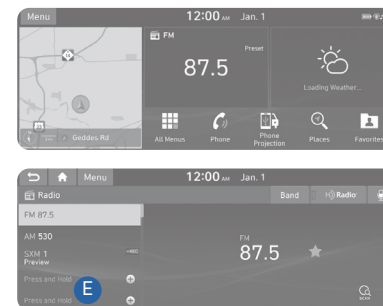 Menu 12:00 AM Jan. 1
FM
Preset
87.5
Loading Weather...
Geddes Rd
All Menus Phone Phone Projection Places Favorites
Menu 12:00 AM Jan. 1
Radio Band Radio
FM 87.5
AM 530
SXM 1
Preview
REC
FM
87.5
Press and Hold
Press and Hold
E
SCAN